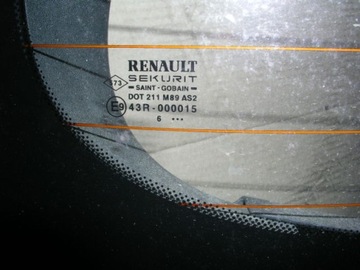 RENAULT
SEKURIT
SAINT-GOBAIN
DOT 211 M89 AS2
E9 43R-000015
6 •••